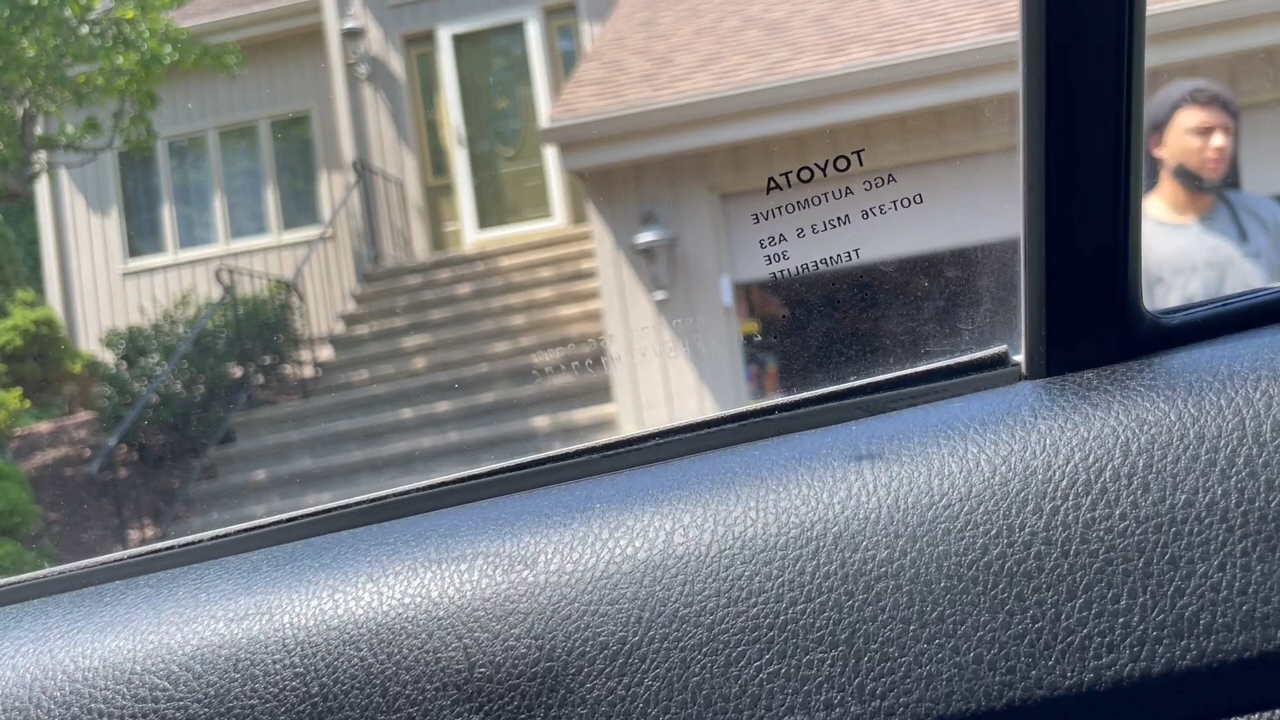 TOYOTA
AGC AUTOMOTIVE
DOT-376 M2L3 S AS3
30E
TEMPERLITE